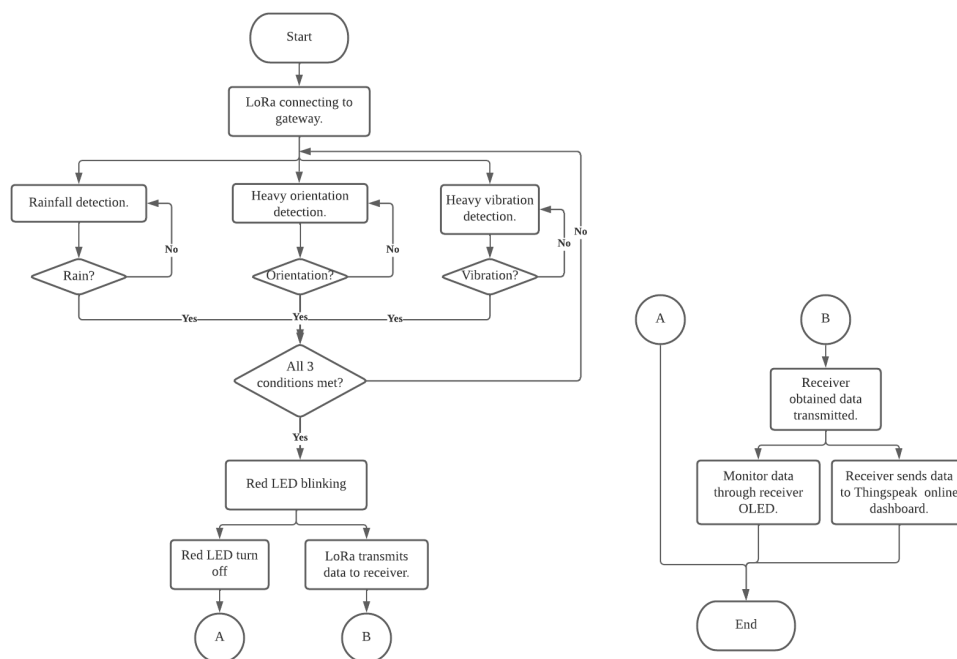 Start
LoRa connecting to
gateway.
Rainfall detection.
Heavy orientation
detection.
Heavy vibration
detection.
No
No
No
No
Rain?
Orientation?
Vibration?
Yes
Yes
Yes
All 3
conditions met?
Yes
Red LED blinking
Red LED turn
off
LoRa transmits
data to receiver.
A
B
A
B
Receiver
obtained data
transmitted.
Monitor data
through receiver
OLED.
Receiver sends data
to Thingspeak online
dashboard.
End